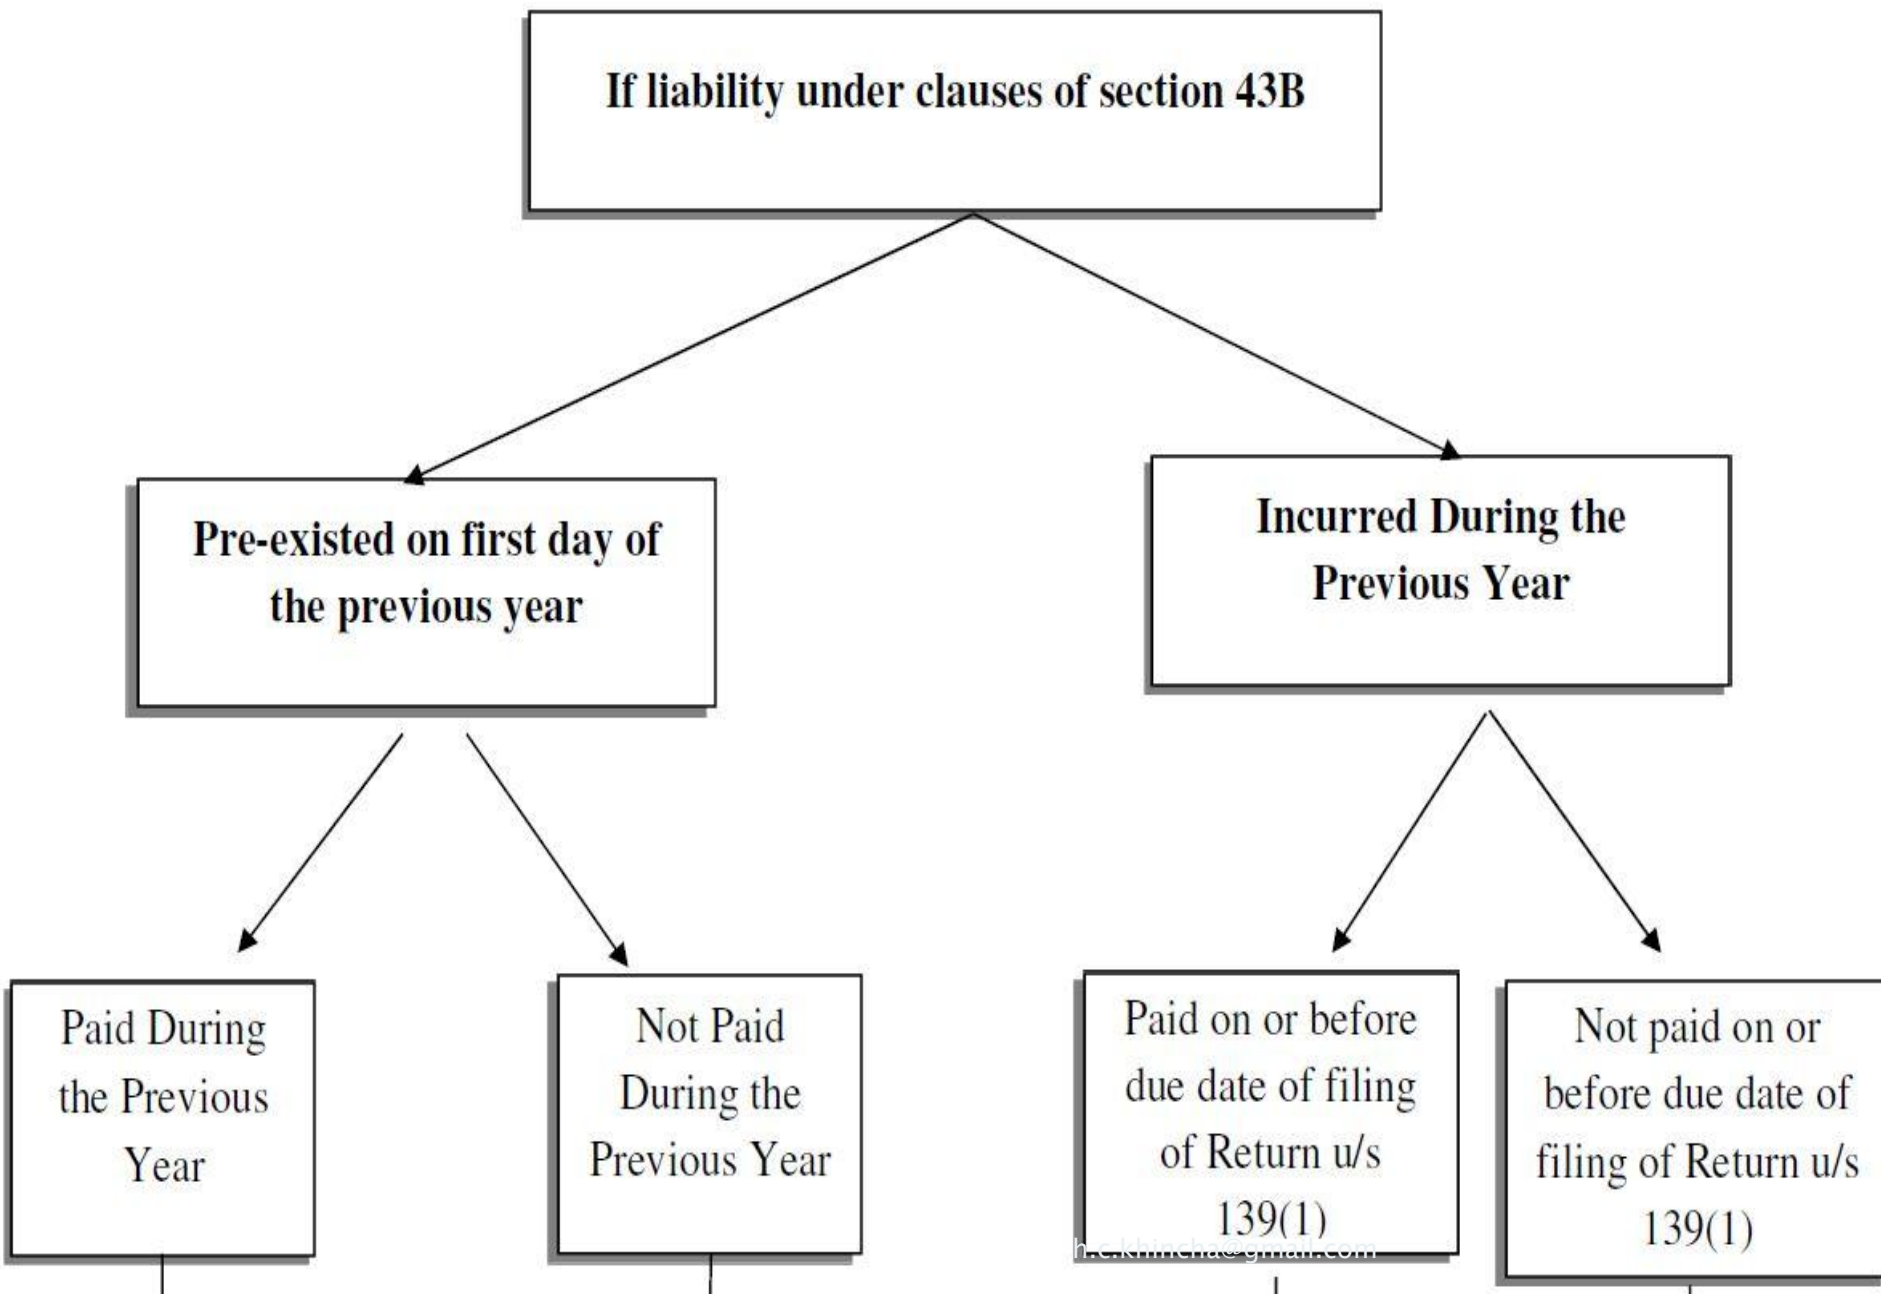 If liability under clauses of section 43B
Pre-existed on first day of
the previous year
Incurred During the
Previous Year
Paid During
the Previous
Year
Not Paid
During the
Previous Year
Paid on or before
due date of filing
of Return u/s
139(1)
Not paid on or
before due date of
filing of Return u/s
139(1)
h.c.khincha@gmail.com